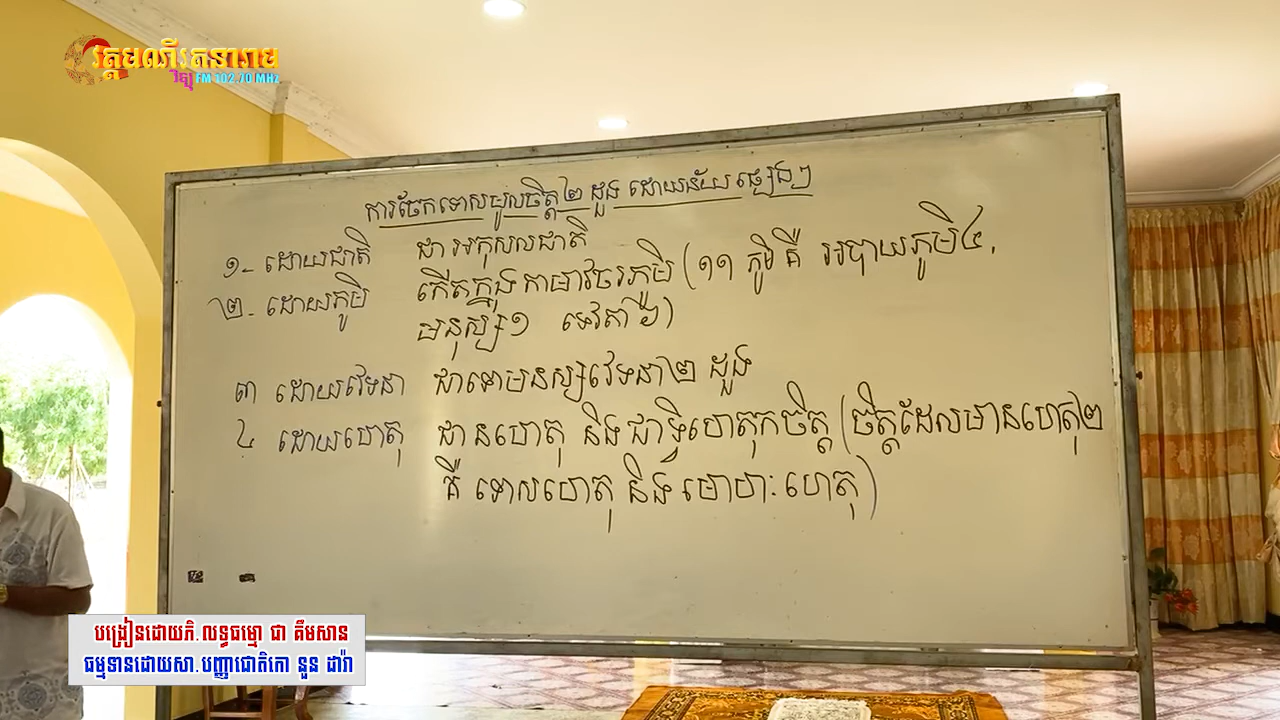 វត្តមណីរតនារាម
វិទ្យុ FM 102,70 MHz
ការចែកទោសមូលចិត្ត២ ដួង ដោយន័យផ្សេងៗ
១- ដោយជាតិ ជាអកុសលជាតិ
២- ដោយភូមិ កើតក្នុងកាមាវចរភូមិ (១១ ភូមិគឺ អបាយភូមិ៤,
មនុស្ស១ ទេវតា៦)
៣ ដោយវេទនា ជាទោមនស្សវេទនា២ ដួង
៤ ដោយហេតុ ជានហេតុ និងជាទ្វិហេតុកចិត្ត (ចិត្តដែលមានហេតុ២
គឺ ទោសហេតុ និងមោហៈហេតុ)
បង្រៀនដោយភិ.លទ្ធធម្មោ ជា គឹមសាន
ធម្មទានដោយសា.បញ្ញាជោតិកោ នួន ដារ៉ា